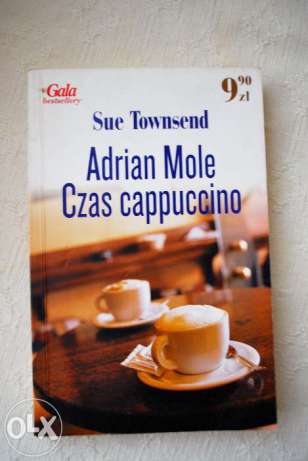 Gala
bestsellery
9 90
zł
Sue Townsend
Adrian Mole
Czas cappuccino
OLX